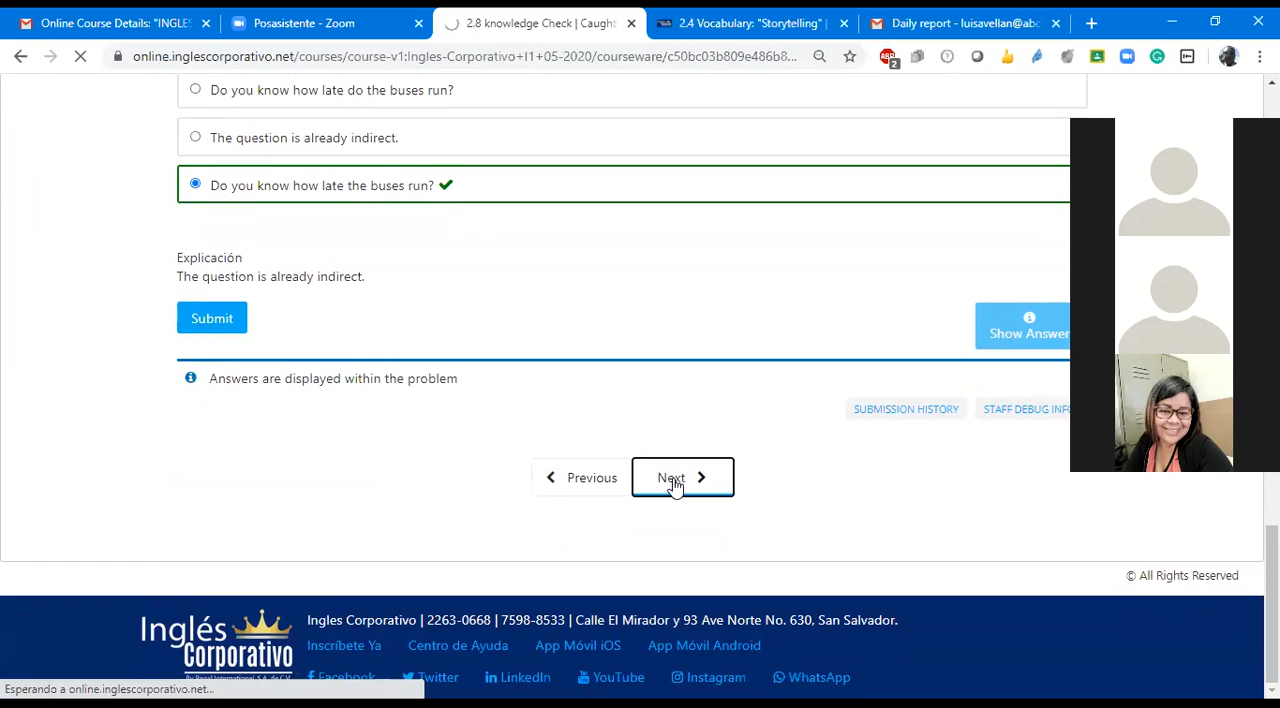 Online Course Details: "INGLES
Posasistente - Zoom
2.8 knowledge Check | Caught
2.4 Vocabulary: "Storytelling" |
Daily report - luisavellan@abc
online.inglescorporativo.net/courses/course-v1:Ingles-Corporativo+I1+05-2020/courseware/c50bc03b809e486b8...
2
Do you know how late do the buses run?
The question is already indirect.
Do you know how late the buses run?
Explicación
The question is already indirect.
Submit
Show Answer
Answers are displayed within the problem
SUBMISSION HISTORY
STAFF DEBUG INFO
Previous
Next
© All Rights Reserved
Inglés
Corporativo
Ingles Corporativo | 2263-0668 | 7598-8533 | Calle El Mirador y 93 Ave Norte No. 630, San Salvador.
Inscríbete Ya
Centro de Ayuda
App Móvil iOS
App Móvil Android
Facebook
Twitter
LinkedIn
YouTube
Instagram
WhatsApp
Esperando a online.inglescorporativo.net...